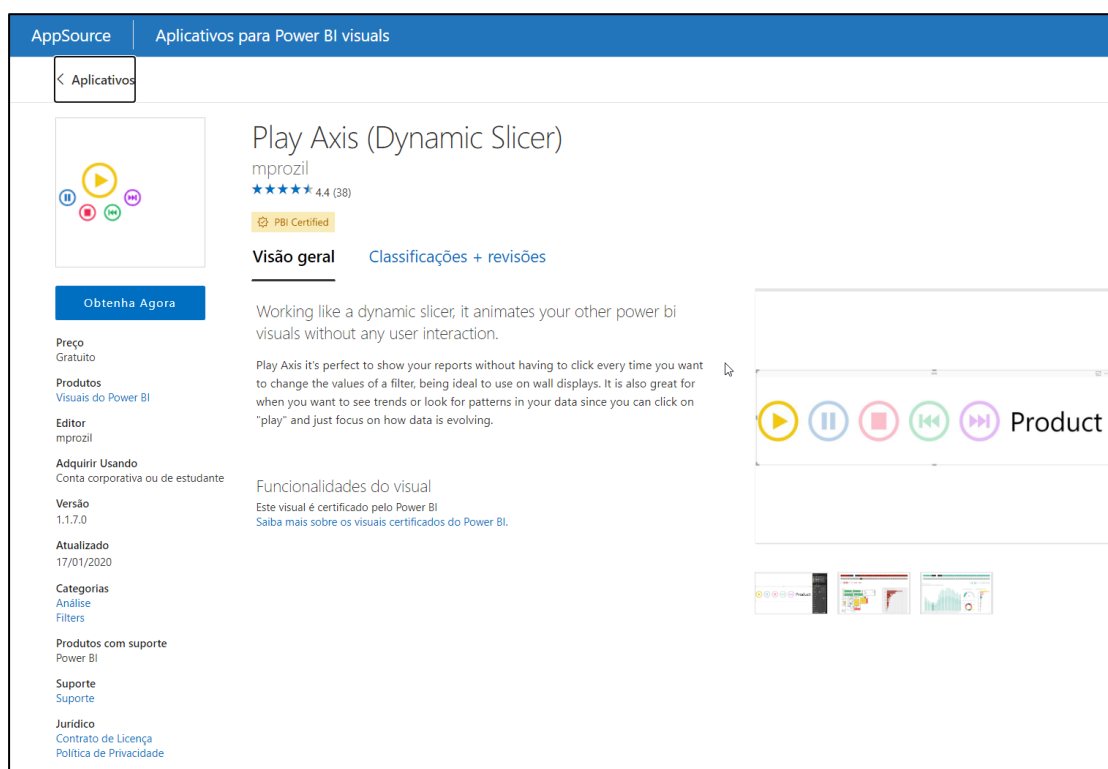 AppSource
Aplicativos para Power BI visuals
Aplicativos
Play Axis (Dynamic Slicer)
mprozil
4.4 (38)
PBI Certified
Visão geral
Classificações + revisões
Obtenha Agora
Preço
Gratuito
Produtos
Visuais do Power BI
Editor
mprozil
Adquirir Usando
Conta corporativa ou de estudante
Versão
1.1.7.0
Atualizado
17/01/2020
Categorias
Análise
Filters
Produtos com suporte
Power BI
Suporte
Suporte
Jurídico
Contrato de Licença
Política de Privacidade
Working like a dynamic slicer, it animates your other power bi
visuals without any user interaction.
Play Axis it's perfect to show your reports without having to click every time you want
to change the values of a filter, being ideal to use on wall displays. It is also great for
when you want to see trends or look for patterns in your data since you can click on
"play" and just focus on how data is evolving.
Funcionalidades do visual
Este visual é certificado pelo Power BI
Saiba mais sobre os visuais certificados do Power BI.
Product
Product